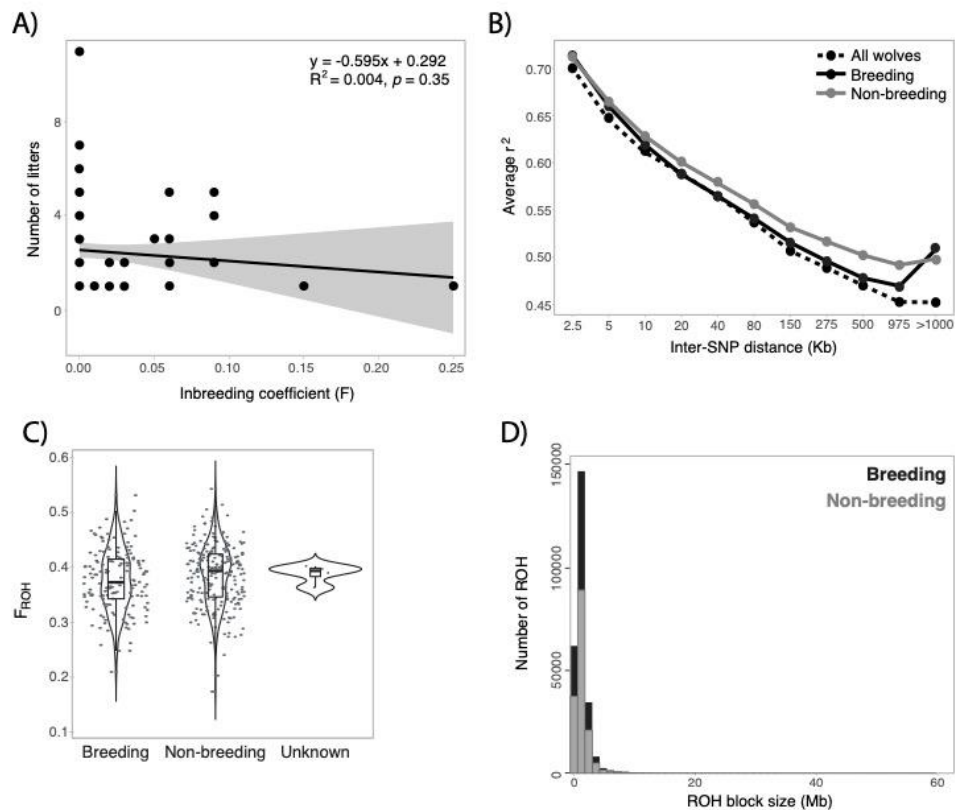 A)
y = -0.595x + 0.292
R² = 0.004, p = 0.35
Number of litters
8
4
0
0.00 0.05 0.10 0.15 0.20 0.25
Inbreeding coefficient (F)
B)
All wolves
Breeding
Non-breeding
Average r²
0.70
0.65
0.60
0.55
0.50
0.45
2.5 5 10 20 40 80 150 275 500 975 >1000
Inter-SNP distance (Kb)
C)
F_ROH
0.6
0.5
0.4
0.3
0.2
0.1
Breeding Non-breeding Unknown
D)
Breeding
Non-breeding
Number of ROH
150000
100000
50000
0
0 20 40 60
ROH block size (Mb)